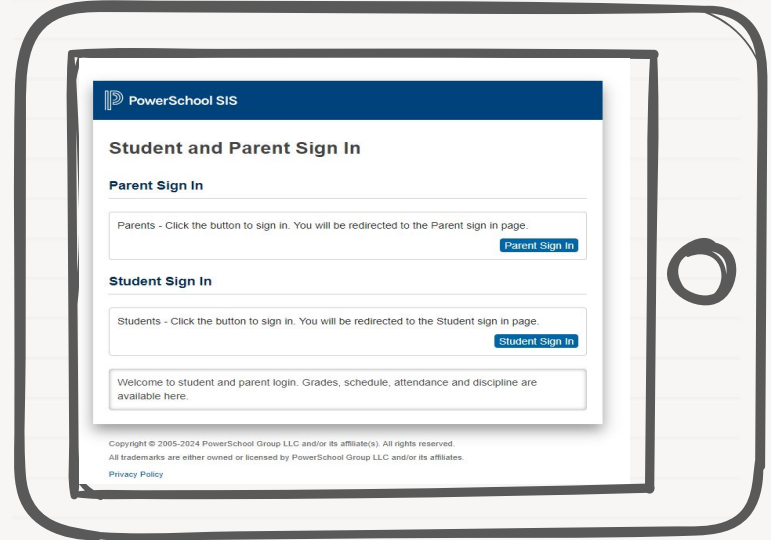 PowerSchool SIS
Student and Parent Sign In
Parent Sign In
Parents - Click the button to sign in. You will be redirected to the Parent sign in page.
Parent Sign In
Student Sign In
Students - Click the button to sign in. You will be redirected to the Student sign in page.
Student Sign In
Welcome to student and parent login. Grades, schedule, attendance and discipline are
available here.
Copyright © 2005-2024 PowerSchool Group LLC and/or its affiliate(s). All rights reserved.
All trademarks are either owned or licensed by PowerSchool Group LLC and/or its affiliates.
Privacy Policy